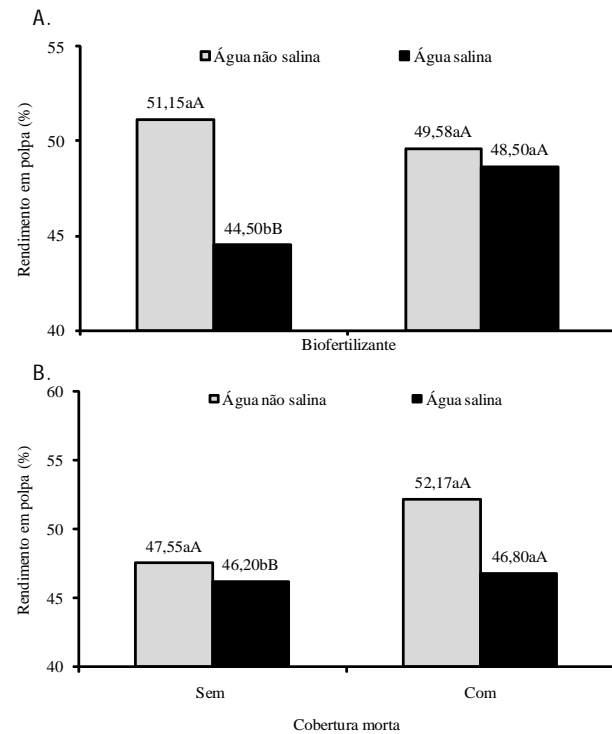 A.
55
50
45
40
Rendimento em polpa (%)
Água não salina Água salina
51,15aA
44,50bB
49,58aA
48,50aA
Biofertilizante
B.
60
55
50
45
40
Rendimento em polpa (%)
Água não salina Água salina
47,55aA
46,20bB
52,17aA
46,80aA
Sem Com
Cobertura morta